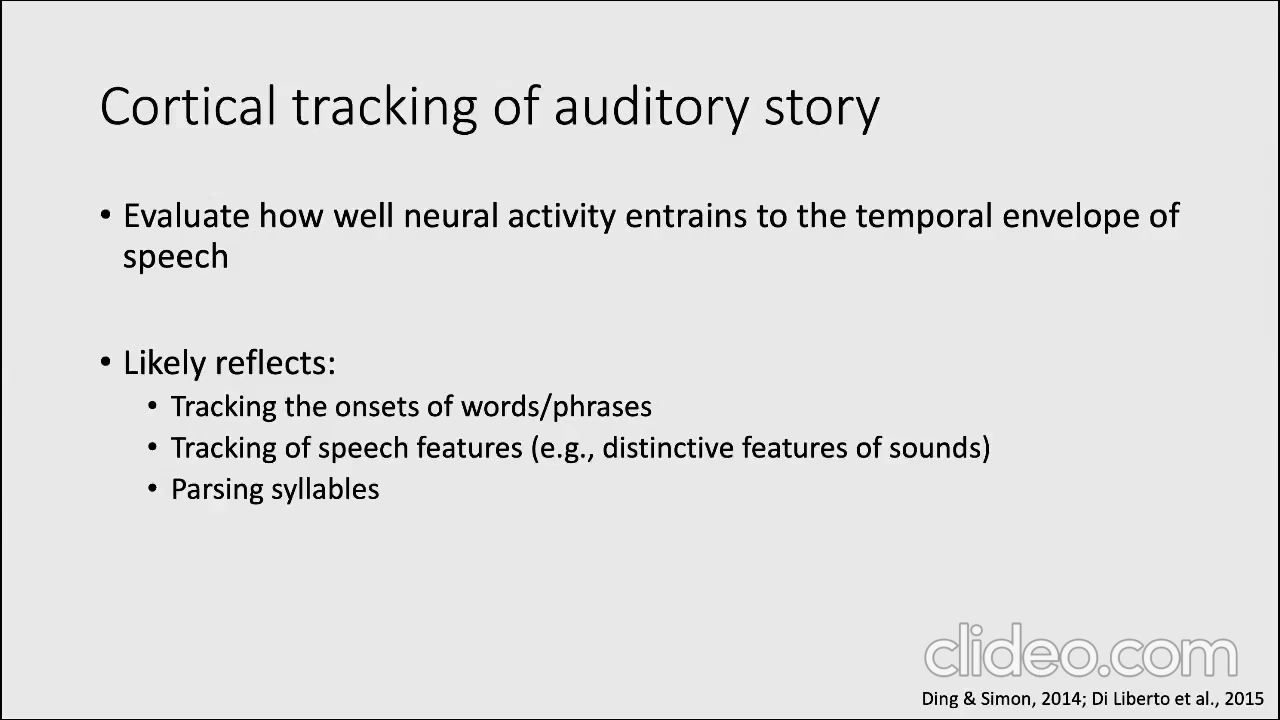 Cortical tracking of auditory story
• Evaluate how well neural activity entrains to the temporal envelope of
speech
• Likely reflects:
• Tracking the onsets of words/phrases
• Tracking of speech features (e.g., distinctive features of sounds)
• Parsing syllables
clideo.com
Ding & Simon, 2014; Di Liberto et al., 2015